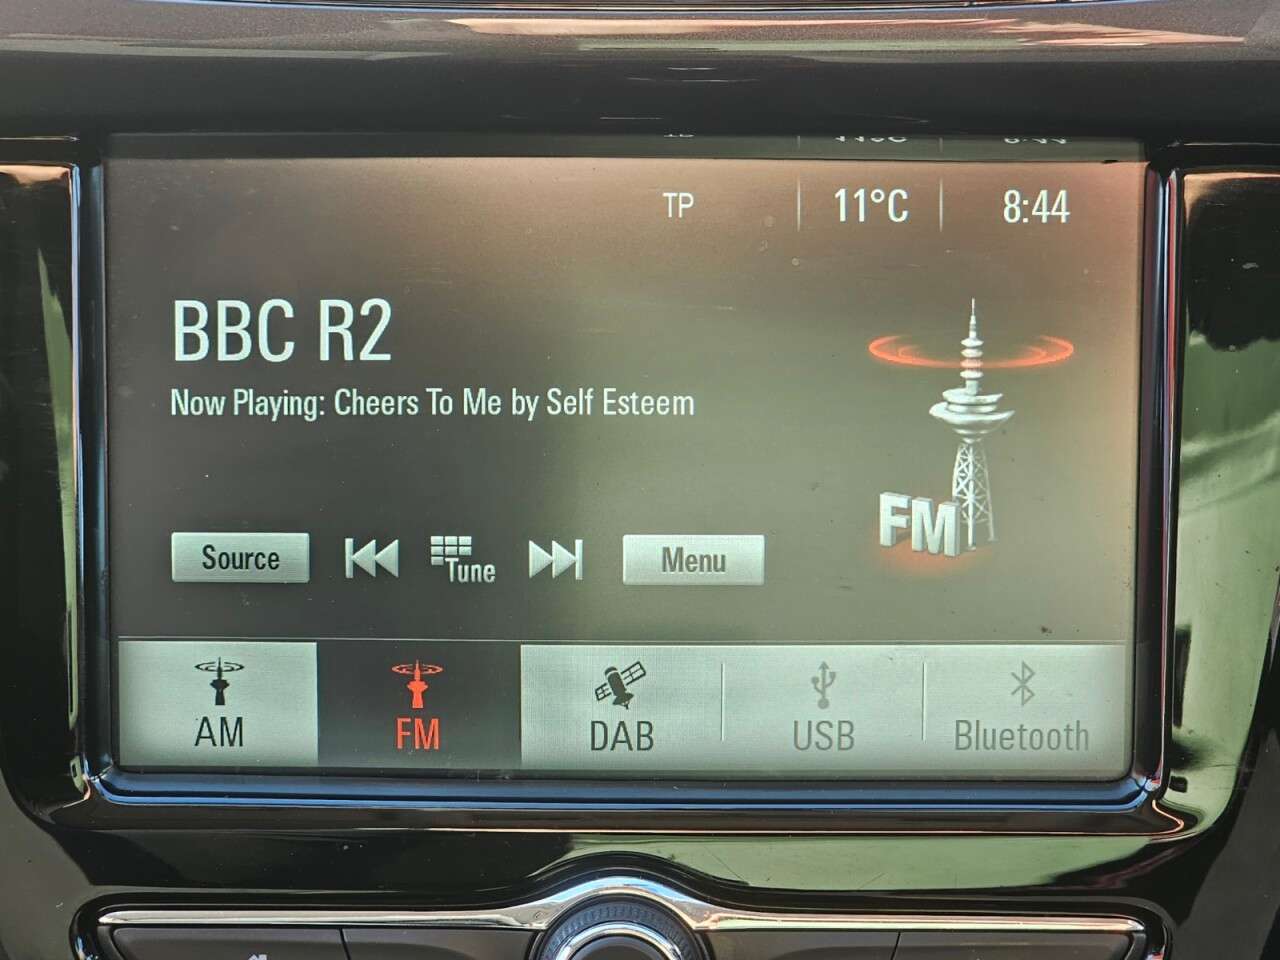 TP 11°C 8:44
BBC R2
Now Playing: Cheers To Me by Self Esteem
FM
Source Tune Menu
AM FM DAB USB Bluetooth